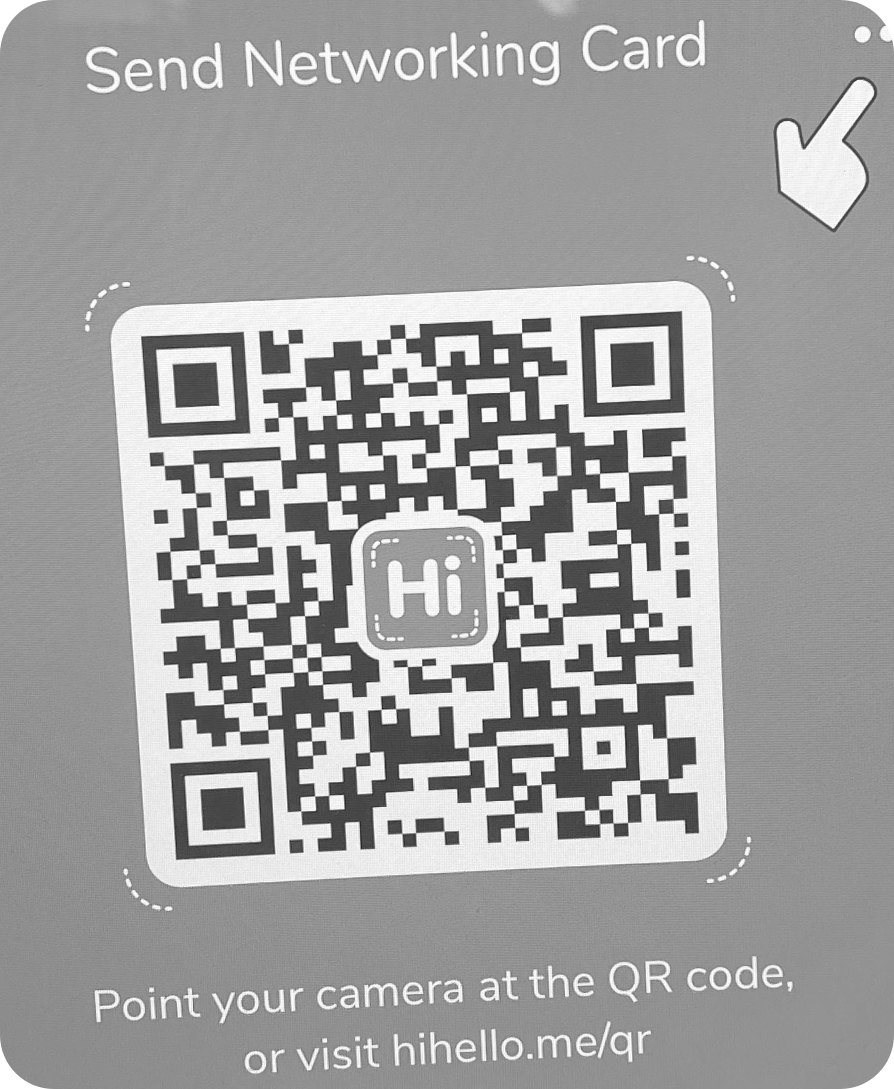 Send Networking Card
Hi
Point your camera at the QR code,
or visit hihello.me/qr